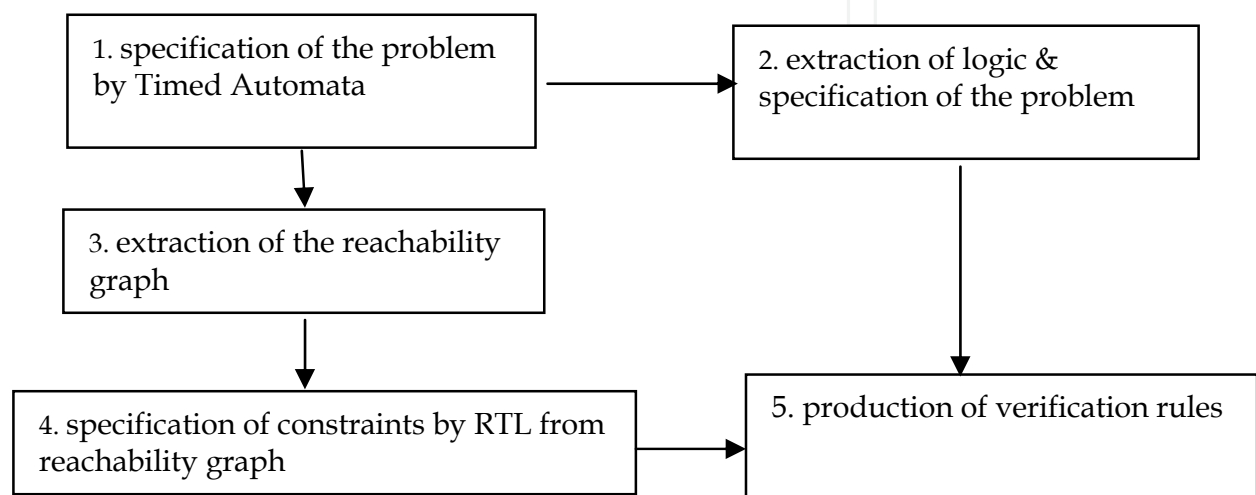 1. specification of the problem
by Timed Automata
2. extraction of logic &
specification of the problem
3. extraction of the reachability
graph
4. specification of constraints by RTL from
reachability graph
5. production of verification rules